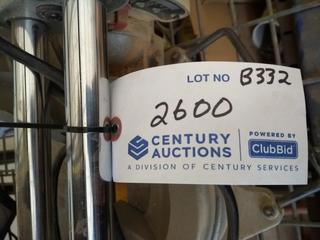 LOT NO B332
2600
CENTURY AUCTIONS
POWERED BY
ClubBid
A DIVISION OF CENTURY SERVICES